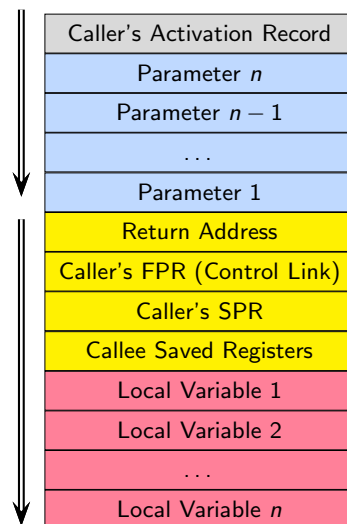 Caller's Activation Record
Parameter n
Parameter n − 1
...
Parameter 1
Return Address
Caller's FPR (Control Link)
Caller's SPR
Callee Saved Registers
Local Variable 1
Local Variable 2
...
Local Variable n